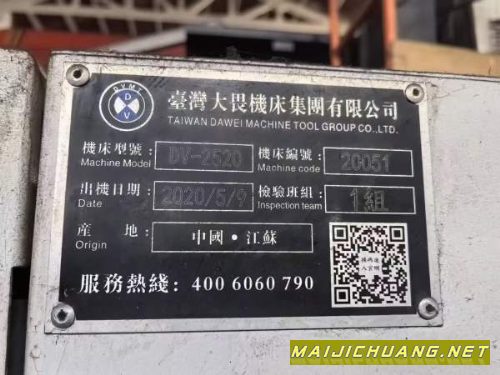 DVMT
DV
臺灣大畏機床集團有限公司
TAIWAN DAWEI MACHINE TOOL GROUP CO.,LTD.
機床型號: DV-2520 機床編號: 20051
Machine Model Machine code
出機日期: 2020/5/9 檢驗班組: 1組
Date Inspection team
產 地: 中國·江蘇
Origin
服務熱綫: 400 6060 790
MAIJICHUANG.NET